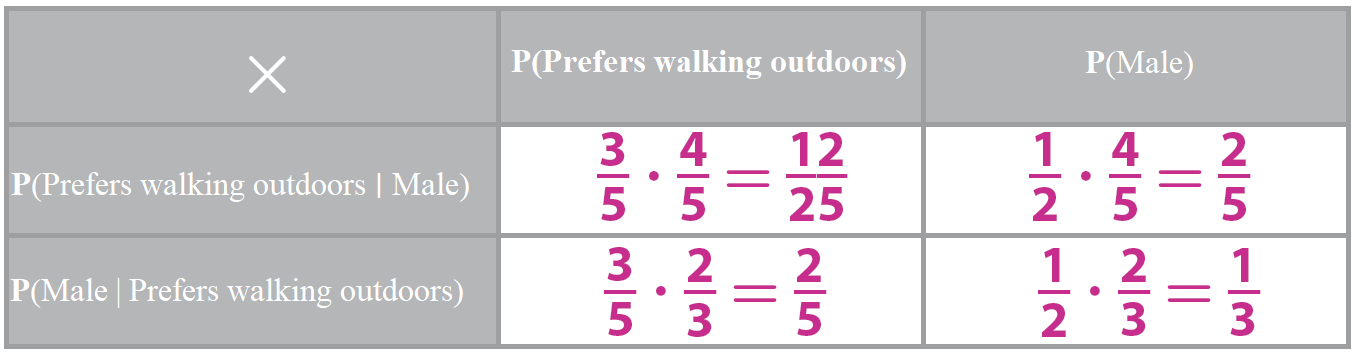 ×
P(Prefers walking outdoors)
P(Male)
P(Prefers walking outdoors | Male)
3/5 · 4/5 = 12/25
1/2 · 4/5 = 2/5
P(Male | Prefers walking outdoors)
3/5 · 2/3 = 2/5
1/2 · 2/3 = 1/3